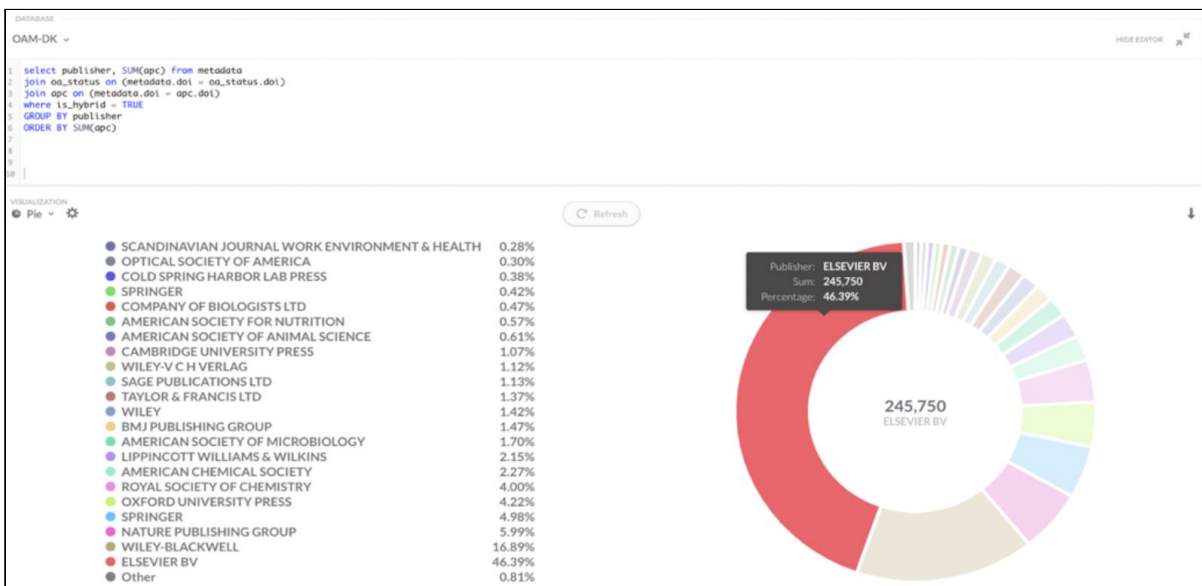 DATABASE
OAM-DK
HIDE EDITOR
1 select publisher, SUM(apc) from metadata
2 join oa_status on (metadata.doi = oa_status.doi)
3 join apc on (metadata.doi = apc.doi)
4 where is_hybrid = TRUE
5 GROUP BY publisher
6 ORDER BY SUM(apc)
7
8
9
10
VISUALIZATION
Pie
Refresh
SCANDINAVIAN JOURNAL WORK ENVIRONMENT & HEALTH 0.28%
OPTICAL SOCIETY OF AMERICA 0.30%
COLD SPRING HARBOR LAB PRESS 0.38%
SPRINGER 0.42%
COMPANY OF BIOLOGISTS LTD 0.47%
AMERICAN SOCIETY FOR NUTRITION 0.57%
AMERICAN SOCIETY OF ANIMAL SCIENCE 0.61%
CAMBRIDGE UNIVERSITY PRESS 1.07%
WILEY-V C H VERLAG 1.12%
SAGE PUBLICATIONS LTD 1.13%
TAYLOR & FRANCIS LTD 1.37%
WILEY 1.42%
BMJ PUBLISHING GROUP 1.47%
AMERICAN SOCIETY OF MICROBIOLOGY 1.70%
LIPPINCOTT WILLIAMS & WILKINS 2.15%
AMERICAN CHEMICAL SOCIETY 2.27%
ROYAL SOCIETY OF CHEMISTRY 4.00%
OXFORD UNIVERSITY PRESS 4.22%
SPRINGER 4.98%
NATURE PUBLISHING GROUP 5.99%
WILEY-BLACKWELL 16.89%
ELSEVIER BV 46.39%
Other 0.81%
Publisher: ELSEVIER BV
Sum: 245,750
Percentage: 46.39%
245,750
ELSEVIER BV